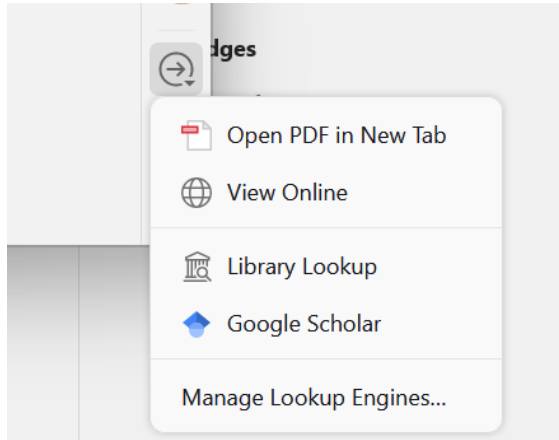 dges
Open PDF in New Tab
View Online
Library Lookup
Google Scholar
Manage Lookup Engines...